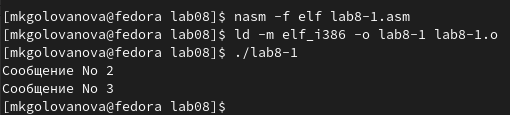 [mkgolovanova@fedora lab08]$ nasm -f elf lab8-1.asm
[mkgolovanova@fedora lab08]$ ld -m elf_i386 -o lab8-1 lab8-1.o
[mkgolovanova@fedora lab08]$ ./lab8-1
Сообщение No 2
Сообщение No 3
[mkgolovanova@fedora lab08]$